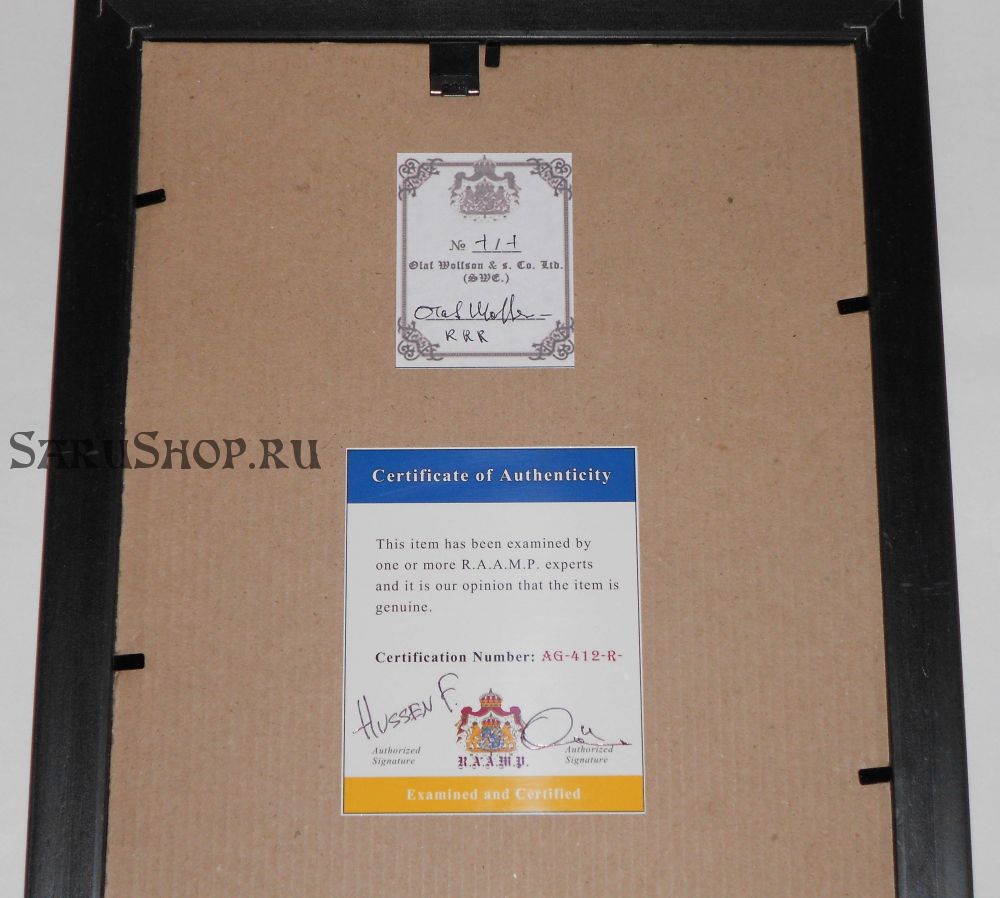 № 1/1
Olaf Wolfson & s. Co. Ltd.
(SWE.)
Olaf Wolfson
RRR
SaruShop.ru
Certificate of Authenticity
This item has been examined by
one or more R.A.A.M.P. experts
and it is our opinion that the item is
genuine.
Certification Number: AG-412-R-
HUSSEN F.
Authorized
Signature
R.A.A.M.P.
Authorized
Signature
Examined and Certified